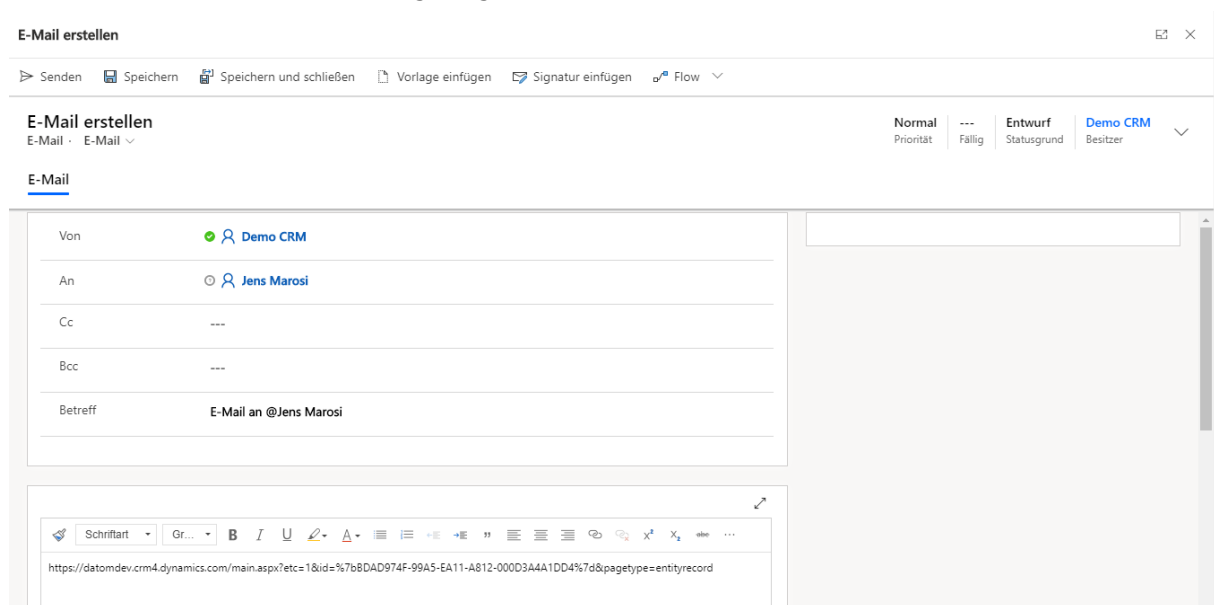 E-Mail erstellen
Senden Speichern Speichern und schließen Vorlage einfügen Signatur einfügen Flow
E-Mail erstellen
E-Mail · E-Mail
Normal --- Entwurf Demo CRM
Priorität Fällig Statusgrund Besitzer
E-Mail
Von Demo CRM
An Jens Marosi
Cc ---
Bcc ---
Betreff E-Mail an @Jens Marosi
Schriftart Gr... B I U A " x² X₂ abc ...
https://datomdev.crm4.dynamics.com/main.aspx?etc=1&id=%7bBDAD974F-99A5-EA11-A812-000D3A4A1DD4%7d&pagetype=entityrecord